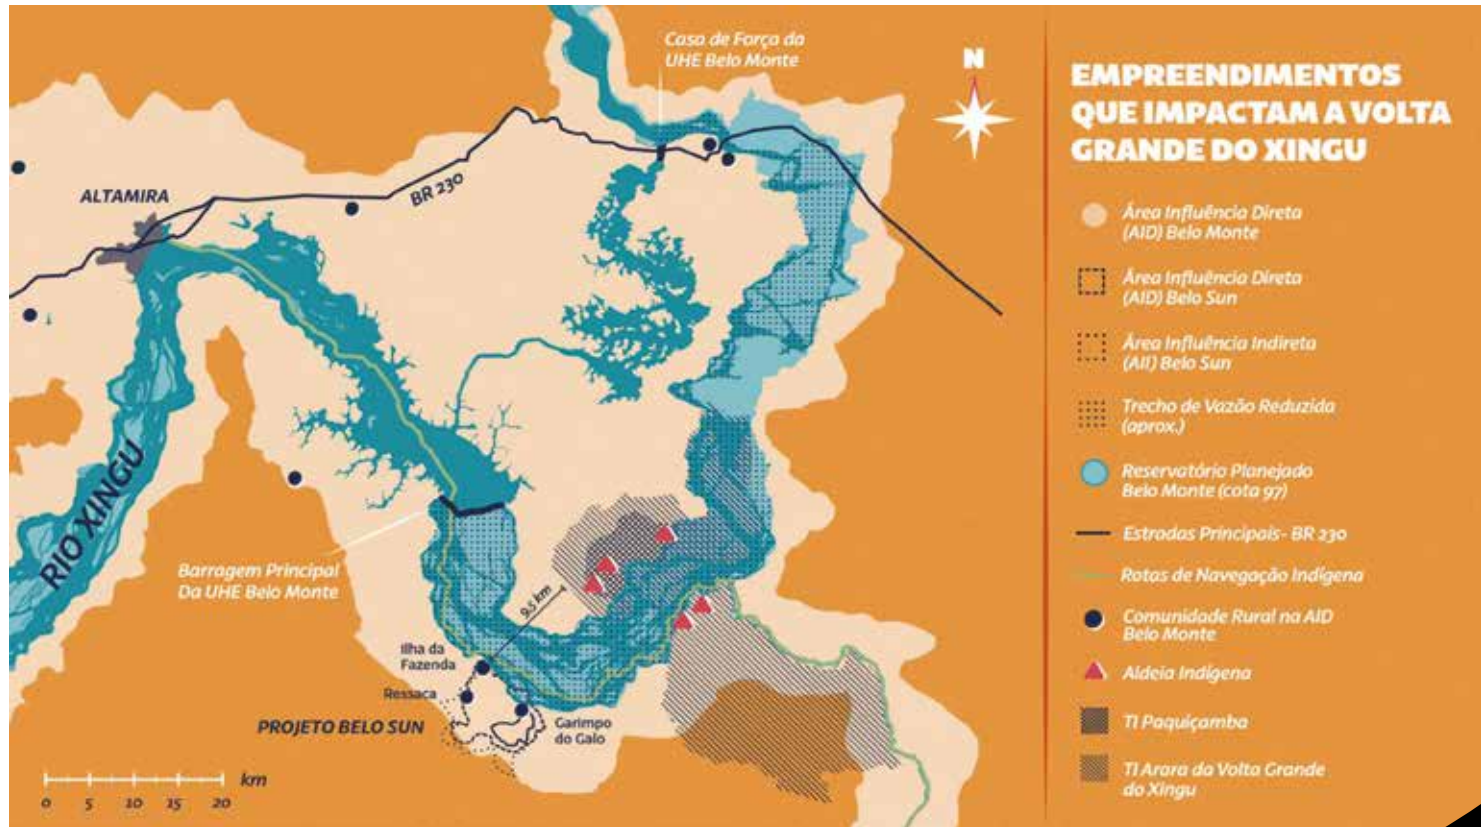 Casa de Força da
UHE Belo Monte
N
ALTAMIRA
BR 230
RIO XINGU
Barragem Principal
Da UHE Belo Monte
9.5 km
Ilha da
Fazenda
Ressaca
PROJETO BELO SUN
Garimpo
do Galo
km
0 5 10 15 20
EMPREENDIMENTOS
QUE IMPACTAM A VOLTA
GRANDE DO XINGU
Área Influência Direta
(AID) Belo Monte
Área Influência Direta
(AID) Belo Sun
Área Influência Indireta
(AII) Belo Sun
Trecho de Vazão Reduzida
(aprox.)
Reservatório Planejado
Belo Monte (cota 97)
Estradas Principais- BR 230
Rotas de Navegação Indígena
Comunidade Rural na AID
Belo Monte
Aldeia Indígena
TI Paquiçamba
TI Arara da Volta Grande
do Xingu